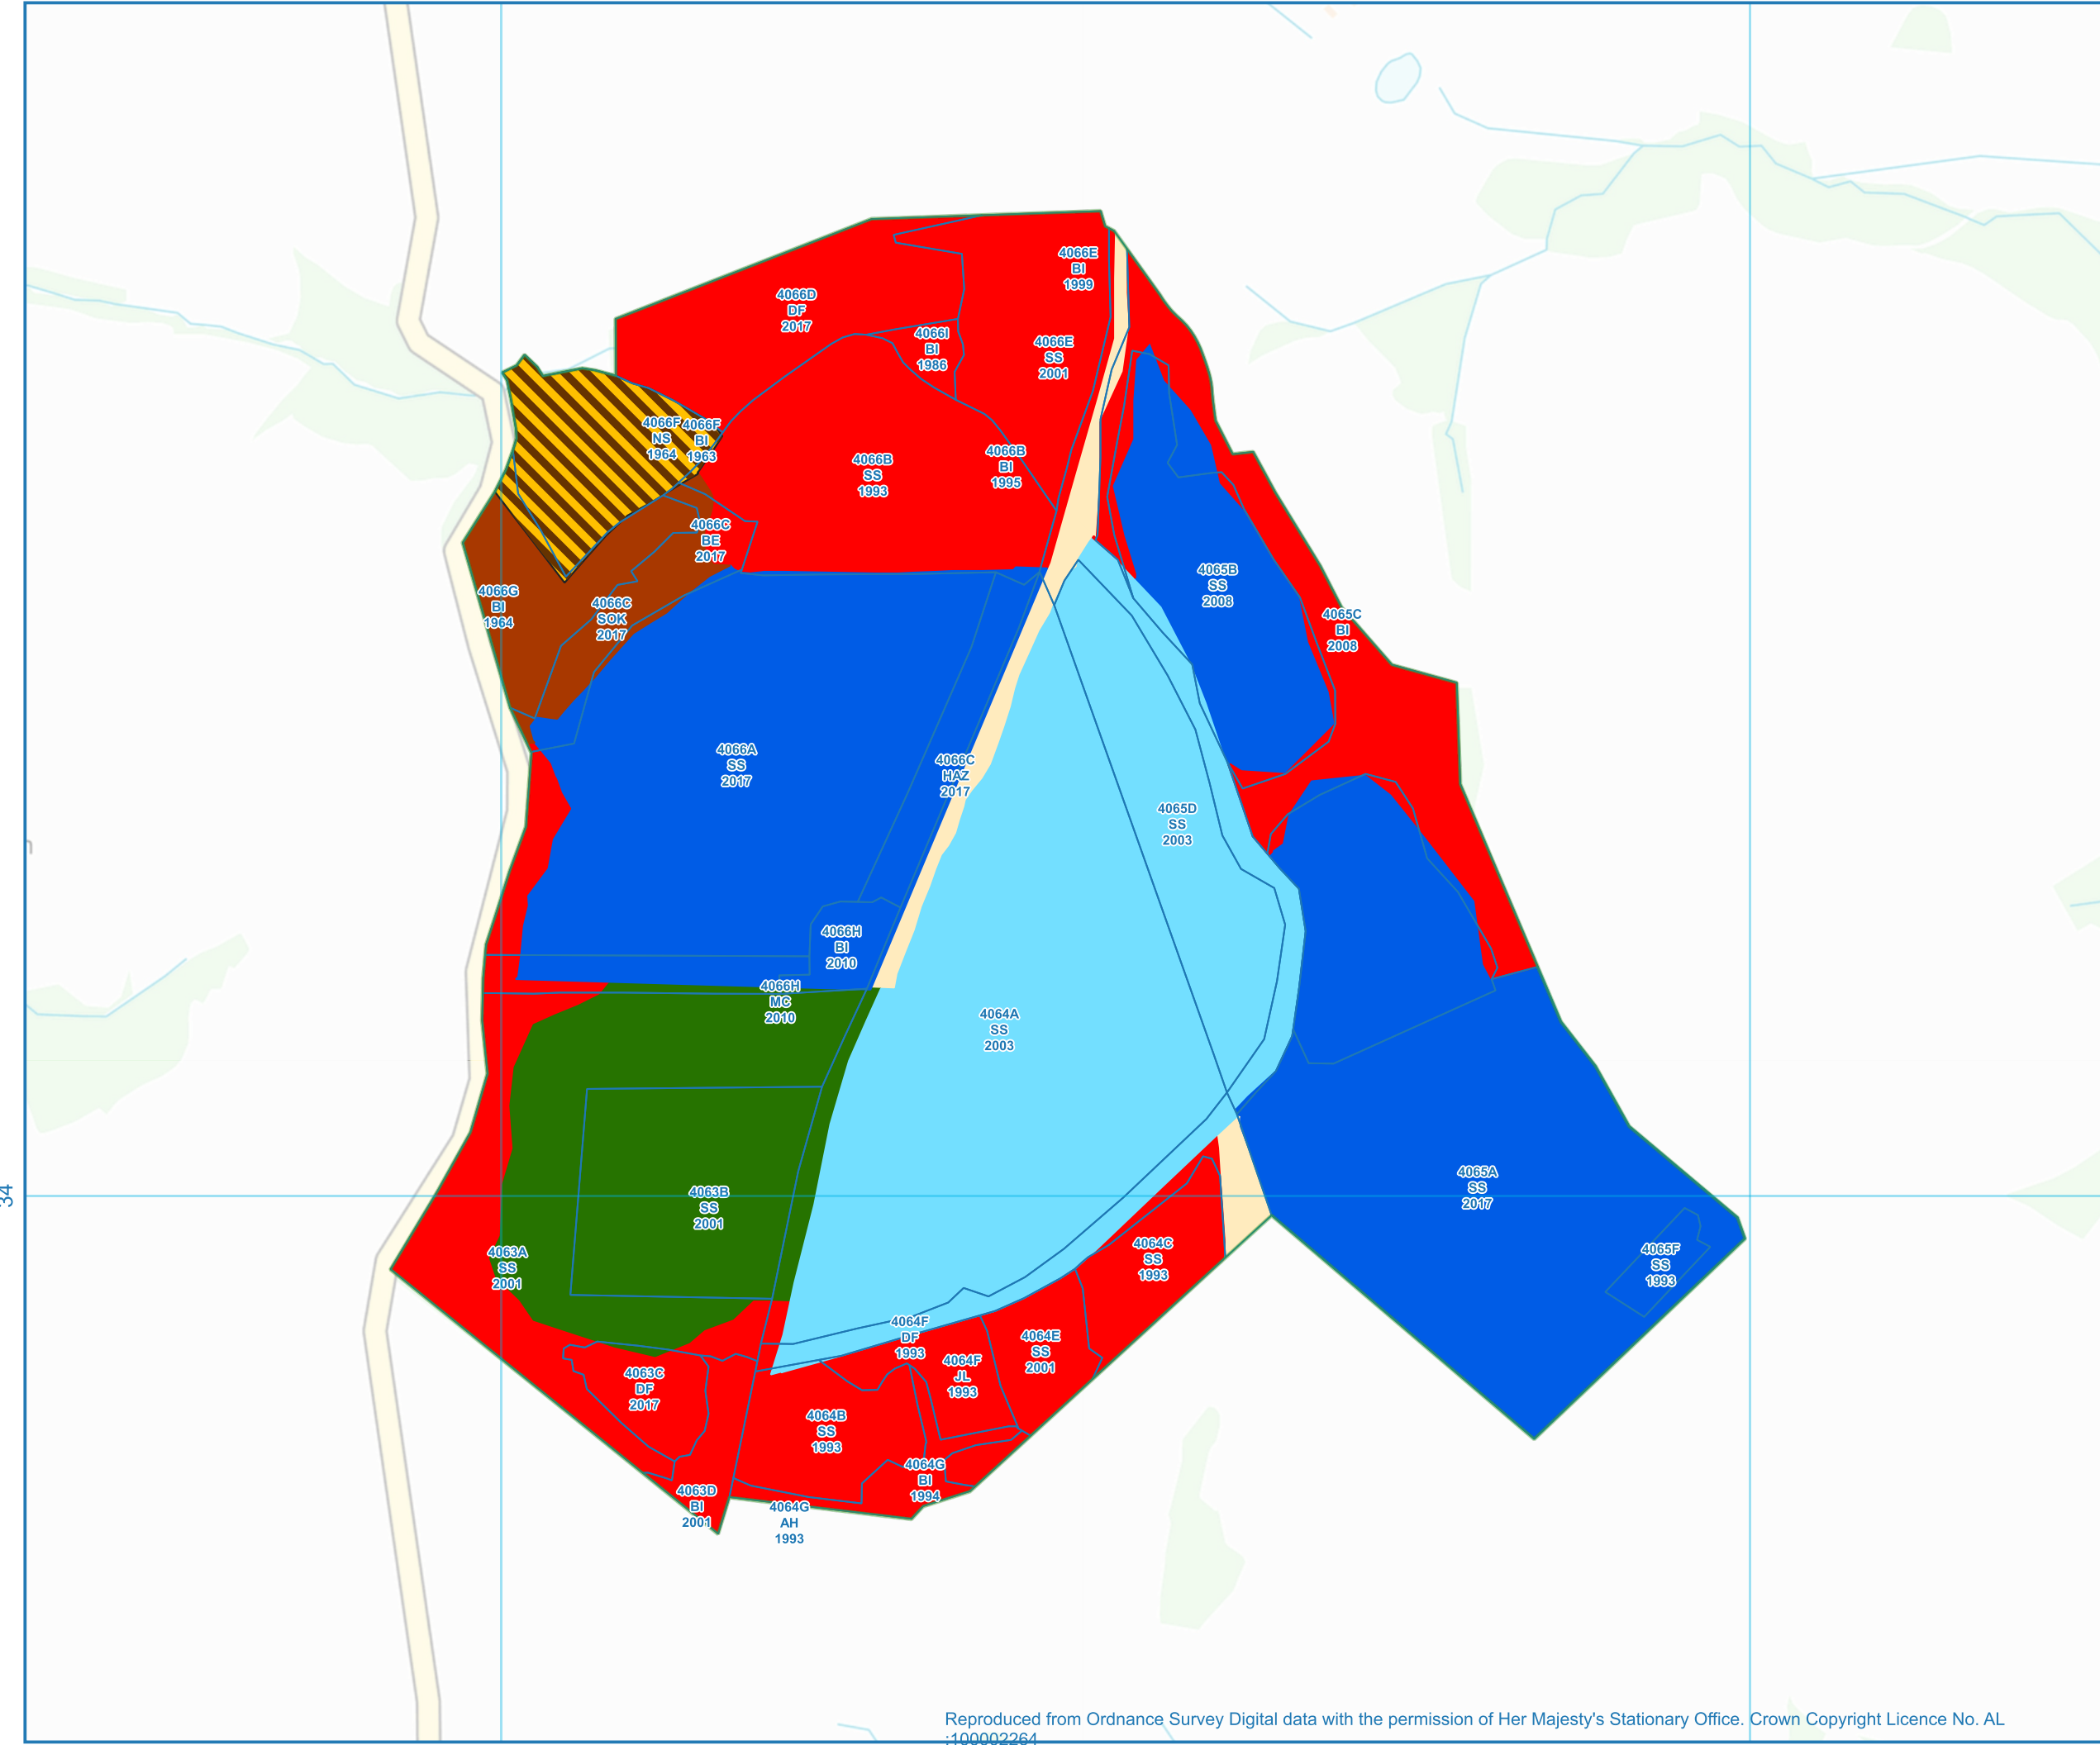 4066E
BI
1999
4066D
DF
2017
4066I
BI
1986
4066E
SS
2001
4066F
NS
1964
4066F
BI
1963
4066B
SS
1993
4066B
BI
1995
4066C
BE
2017
4066G
BI
1964
4066C
SOK
2017
4065B
SS
2008
4065C
BI
2008
4066A
SS
2017
4066C
HAZ
2017
4065D
SS
2003
4066H
BI
2010
4066H
MC
2010
4064A
SS
2003
4063B
SS
2001
4065A
SS
2017
34
4063A
SS
2001
4064C
SS
1993
4065F
SS
1993
4064F
DF
1993
4064E
SS
2001
4064F
JL
1993
4063C
DF
2017
4064B
SS
1993
4064G
BI
1994
4063D
BI
2001
4064G
AH
1993
Reproduced from Ordnance Survey Digital data with the permission of Her Majesty's Stationary Office. Crown Copyright Licence No. AL
:100002264